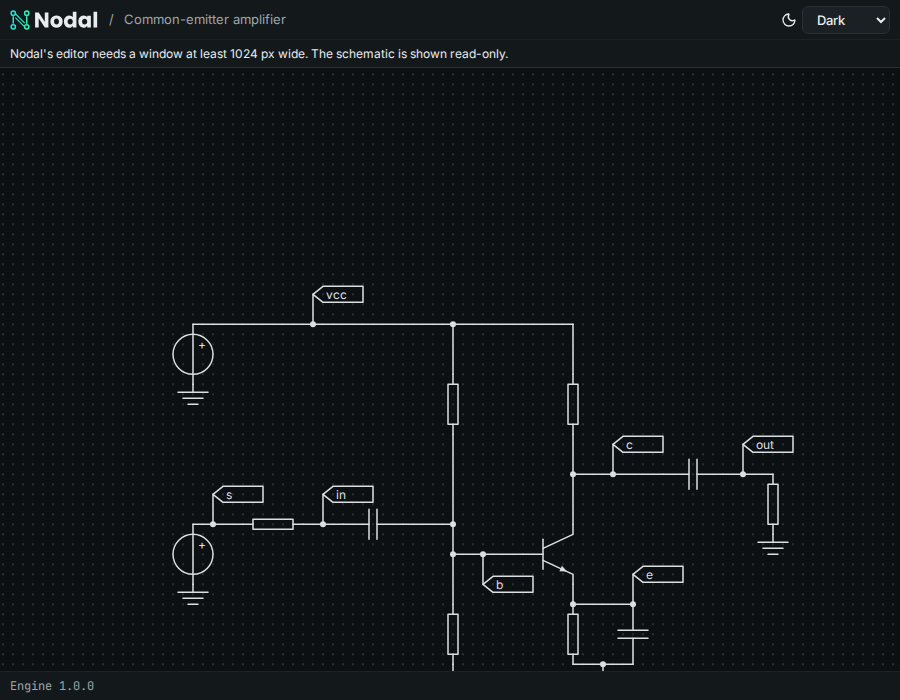 Nodal / Common-emitter amplifier Dark
Nodal's editor needs a window at least 1024 px wide. The schematic is shown read-only.
vcc
+
c
out
s
in
+
e
b
Engine 1.0.0